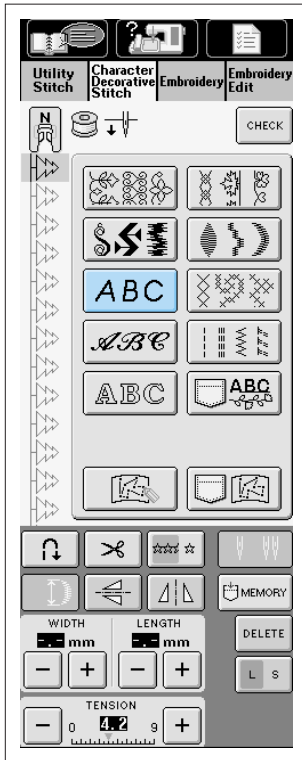 Utility Stitch
Character Decorative Stitch
Embroidery
Embroidery Edit
N
CHECK
ABC
ABC
ABC
ABC
MEMORY
WIDTH
LENGTH
-.- mm
-.- mm
DELETE
− +
− +
L S
TENSION
− 0 4.2 9 +